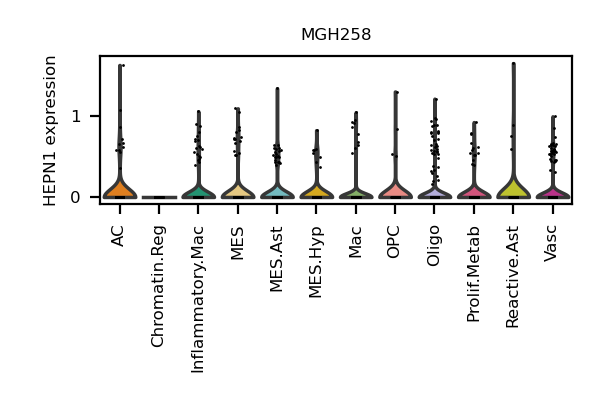 MGH258
HEPN1 expression
1
0
AC
Chromatin.Reg
Inflammatory.Mac
MES
MES.Ast
MES.Hyp
Mac
OPC
Oligo
Prolif.Metab
Reactive.Ast
Vasc